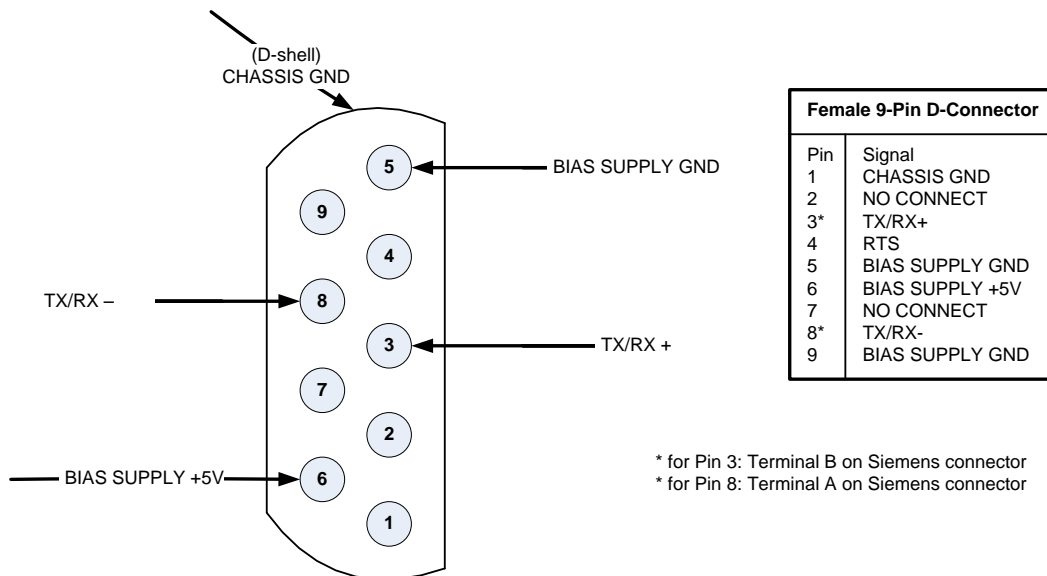 (D-shell)
CHASSIS GND
5
BIAS SUPPLY GND
9
4
TX/RX –
8
3
TX/RX +
7
2
BIAS SUPPLY +5V
6
1
Female 9-Pin D-Connector
Pin Signal
1 CHASSIS GND
2 NO CONNECT
3* TX/RX+
4 RTS
5 BIAS SUPPLY GND
6 BIAS SUPPLY +5V
7 NO CONNECT
8* TX/RX-
9 BIAS SUPPLY GND
* for Pin 3: Terminal B on Siemens connector
* for Pin 8: Terminal A on Siemens connector